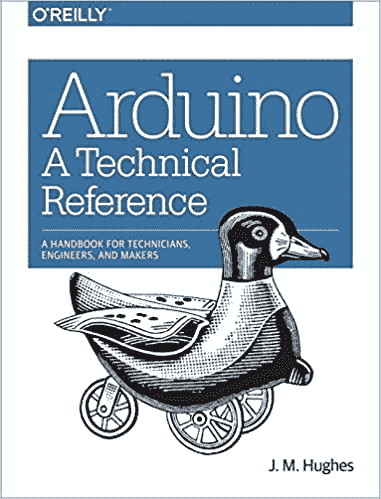 O'REILLY®
Arduino
A Technical
Reference
A HANDBOOK FOR TECHNICIANS,
ENGINEERS, AND MAKERS
J. M. Hughes